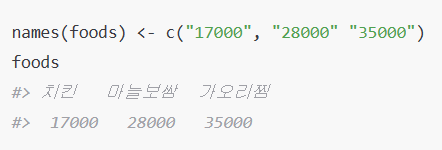 names(foods) <- c("17000", "28000" "35000")
foods
#> 치킨 마늘보쌈 가오리찜
#> 17000 28000 35000